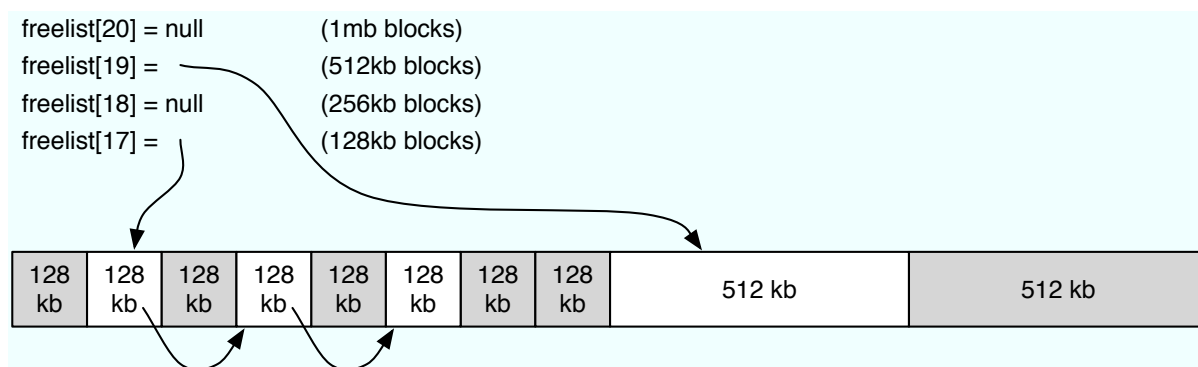 freelist[20] = null (1mb blocks)
freelist[19] = (512kb blocks)
freelist[18] = null (256kb blocks)
freelist[17] = (128kb blocks)
128 128 128 128 128 128 128 128 512 kb 512 kb
kb kb kb kb kb kb kb kb